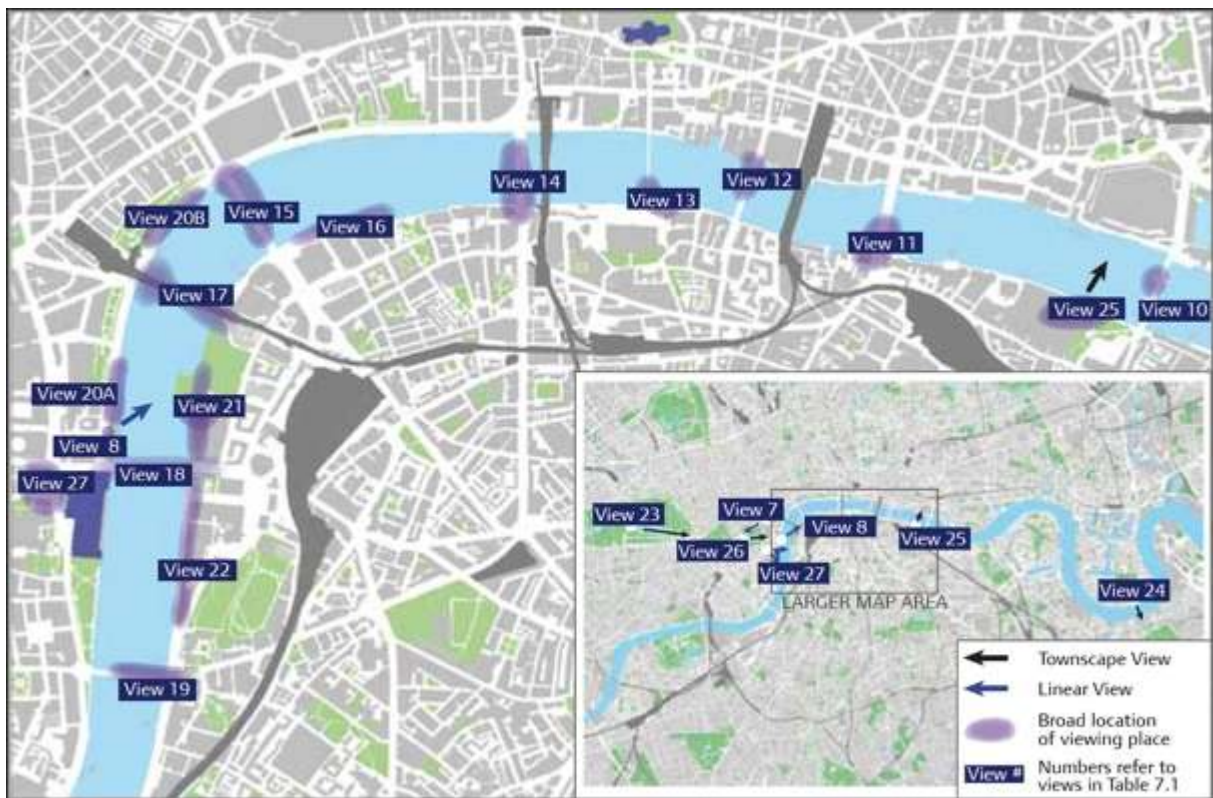 View 14
View 12
View 13
View 20B
View 15
View 16
View 11
View 17
View 25
View 10
View 20A
View 21
View 8
View 18
View 27
View 22
View 19
View 23
View 7
View 8
View 26
View 25
View 27
LARGER MAP AREA
View 24
Townscape View
Linear View
Broad location
of viewing place
View # Numbers refer to
views in Table 7.1